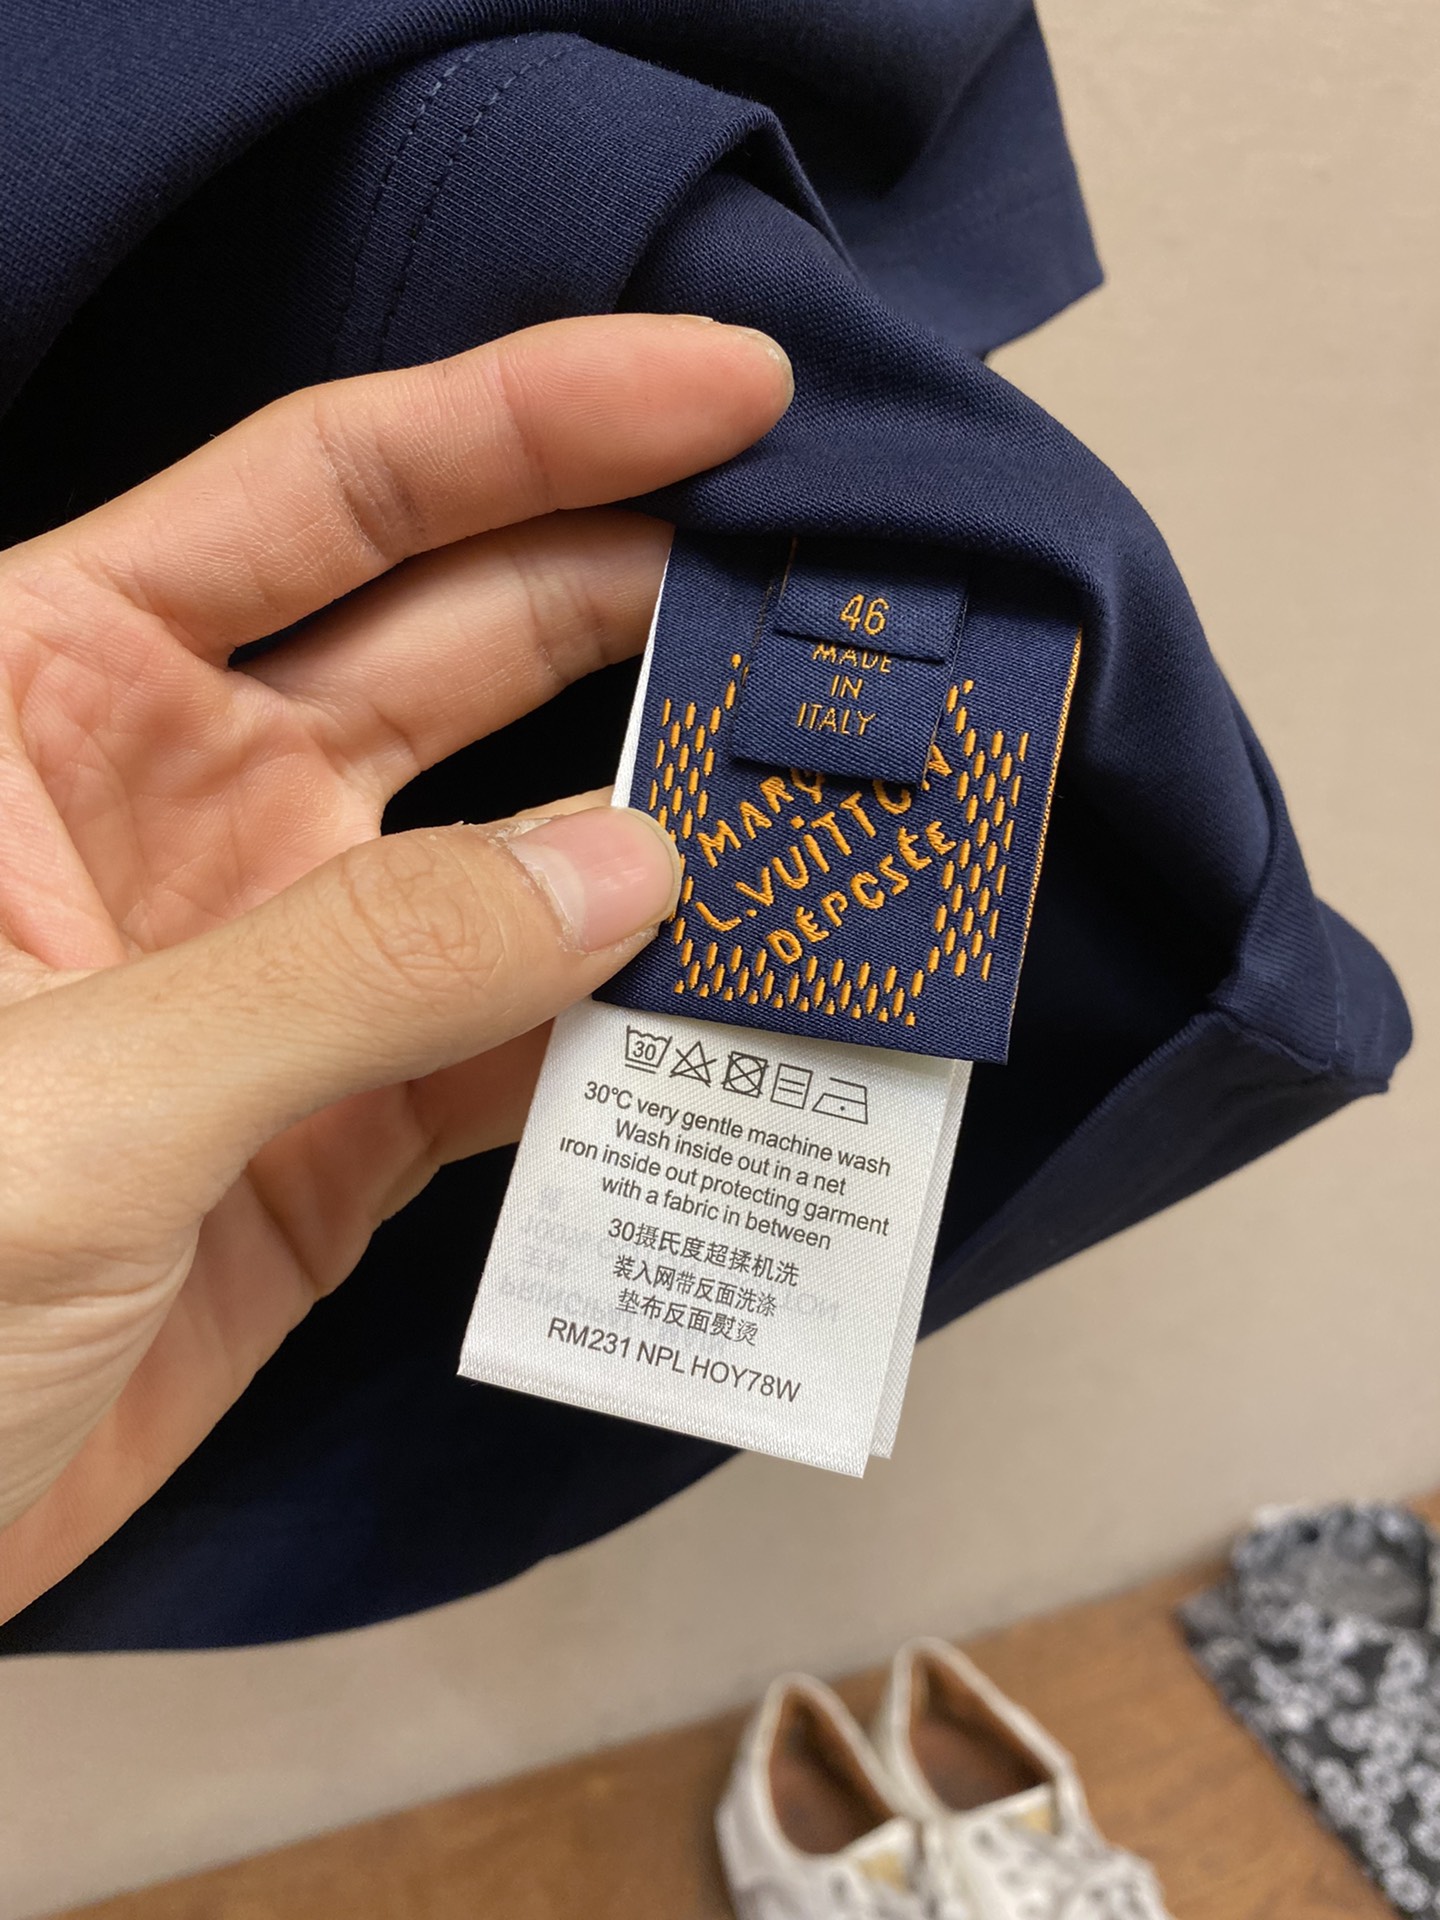 46
MADE
IN
ITALY
L.VUITTON
DÉPOSÉE
30
30℃ very gentle machine wash
Wash inside out in a net
Iron inside out protecting garment
with a fabric in between
30摄氏度超揉机洗
装入网带反面洗涤
垫布反面熨烫
RM231 NPL HOY78W